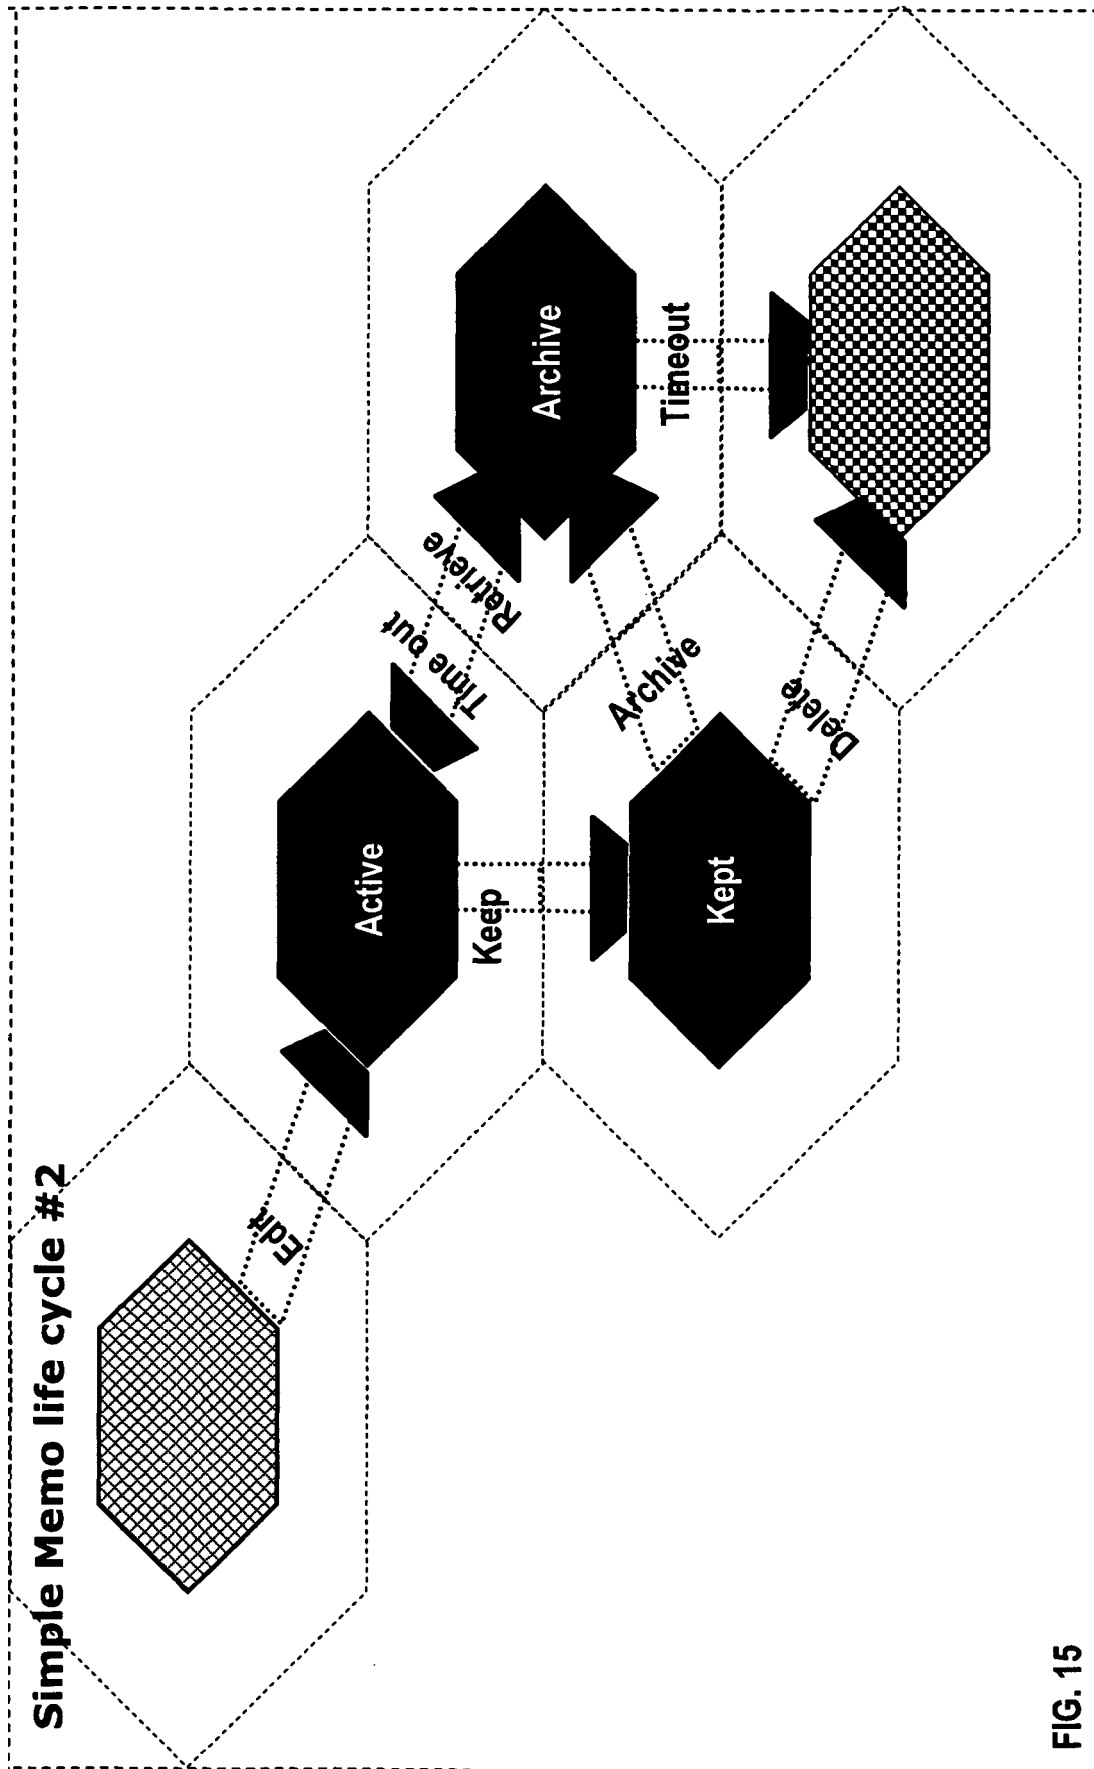 Simple Memo life cycle #2
Edit
Active
Time out
Retrieve
Archive
Keep
Archive
Timeout
Kept
Delete
FIG. 15